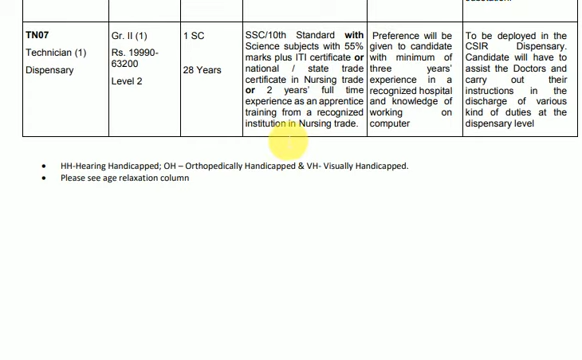 TN07
Technician (1)
Dispensary
Gr. II (1)
Rs. 19990-
63200
Level 2
1 SC
28 Years
SSC/10th Standard with
Science subjects with 55%
marks plus ITI certificate or
national / state trade
certificate in Nursing trade
or 2 years' full time
experience as an apprentice
training from a recognized
institution in Nursing trade.
Preference will be
given to candidate
with minimum of
three years'
experience in a
recognized hospital
and knowledge of
working on
computer
To be deployed in the
CSIR Dispensary.
Candidate will have to
assist the Doctors and
carry out their
instructions in the
discharge of various
kind of duties at the
dispensary level
• HH-Hearing Handicapped; OH – Orthopedically Handicapped & VH- Visually Handicapped.
• Please see age relaxation column